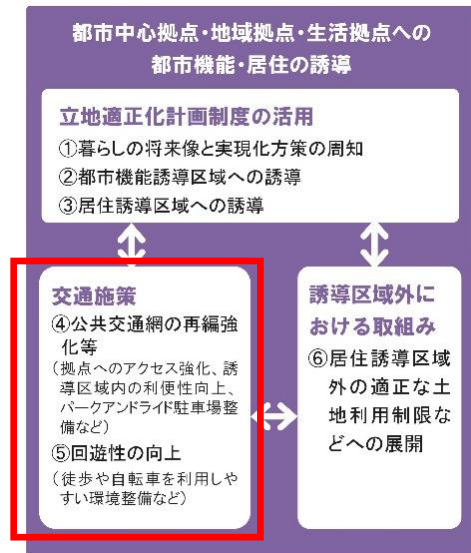 都市中心拠点・地域拠点・生活拠点への
都市機能・居住の誘導
立地適正化計画制度の活用
①暮らしの将来像と実現化方策の周知
②都市機能誘導区域への誘導
③居住誘導区域への誘導
交通施策
④公共交通網の再編強
化等
(拠点へのアクセス強化、誘
導区域内の利便性向上、
パークアンドライド駐車場整
備など)
⑤回遊性の向上
(徒歩や自転車を利用しや
すい環境整備など)
誘導区域外に
おける取組み
⑥居住誘導区域
外の適正な土
地利用制限な
どへの展開